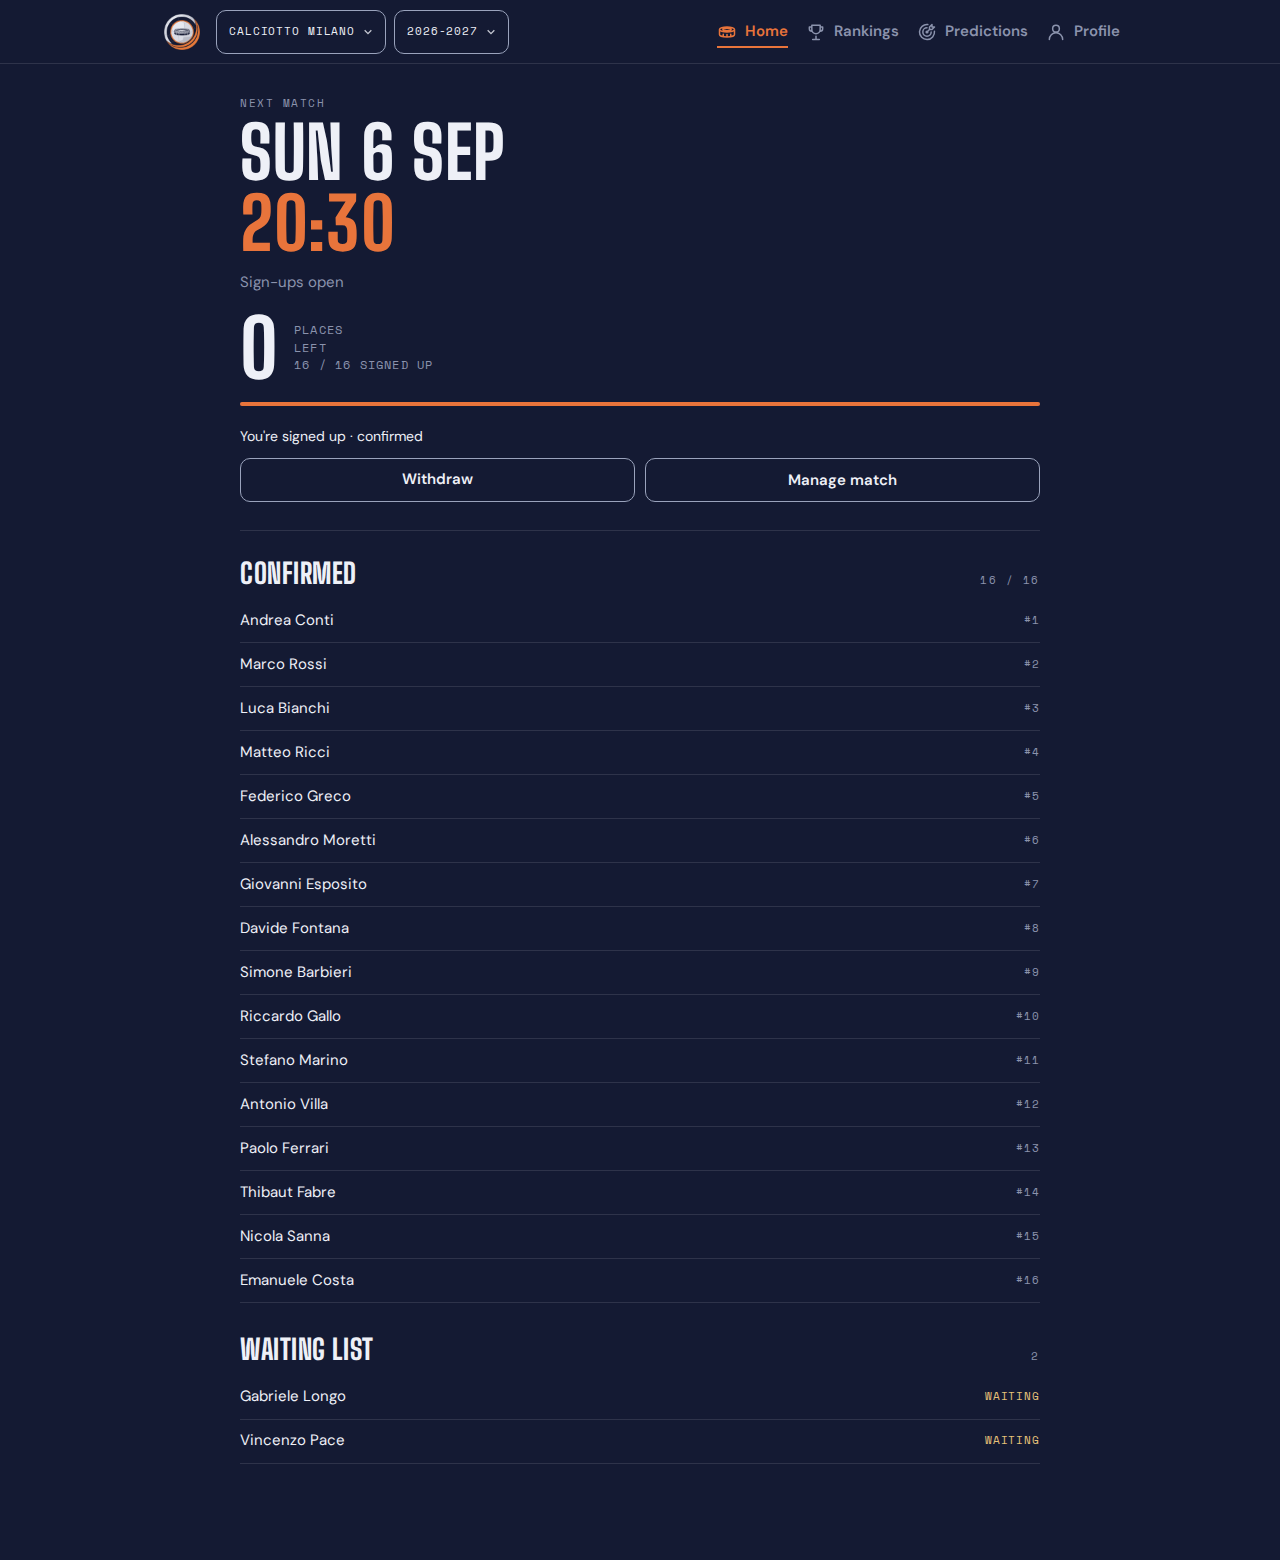 CALCIOTTO MILANO
2026-2027
Home
Rankings
Predictions
Profile
NEXT MATCH
SUN 6 SEP
20:30
Sign-ups open
0
PLACES
LEFT
16 / 16 SIGNED UP
You're signed up · confirmed
Withdraw
Manage match
CONFIRMED
16 / 16
Andrea Conti #1
Marco Rossi #2
Luca Bianchi #3
Matteo Ricci #4
Federico Greco #5
Alessandro Moretti #6
Giovanni Esposito #7
Davide Fontana #8
Simone Barbieri #9
Riccardo Gallo #10
Stefano Marino #11
Antonio Villa #12
Paolo Ferrari #13
Thibaut Fabre #14
Nicola Sanna #15
Emanuele Costa #16
WAITING LIST
2
Gabriele Longo WAITING
Vincenzo Pace WAITING